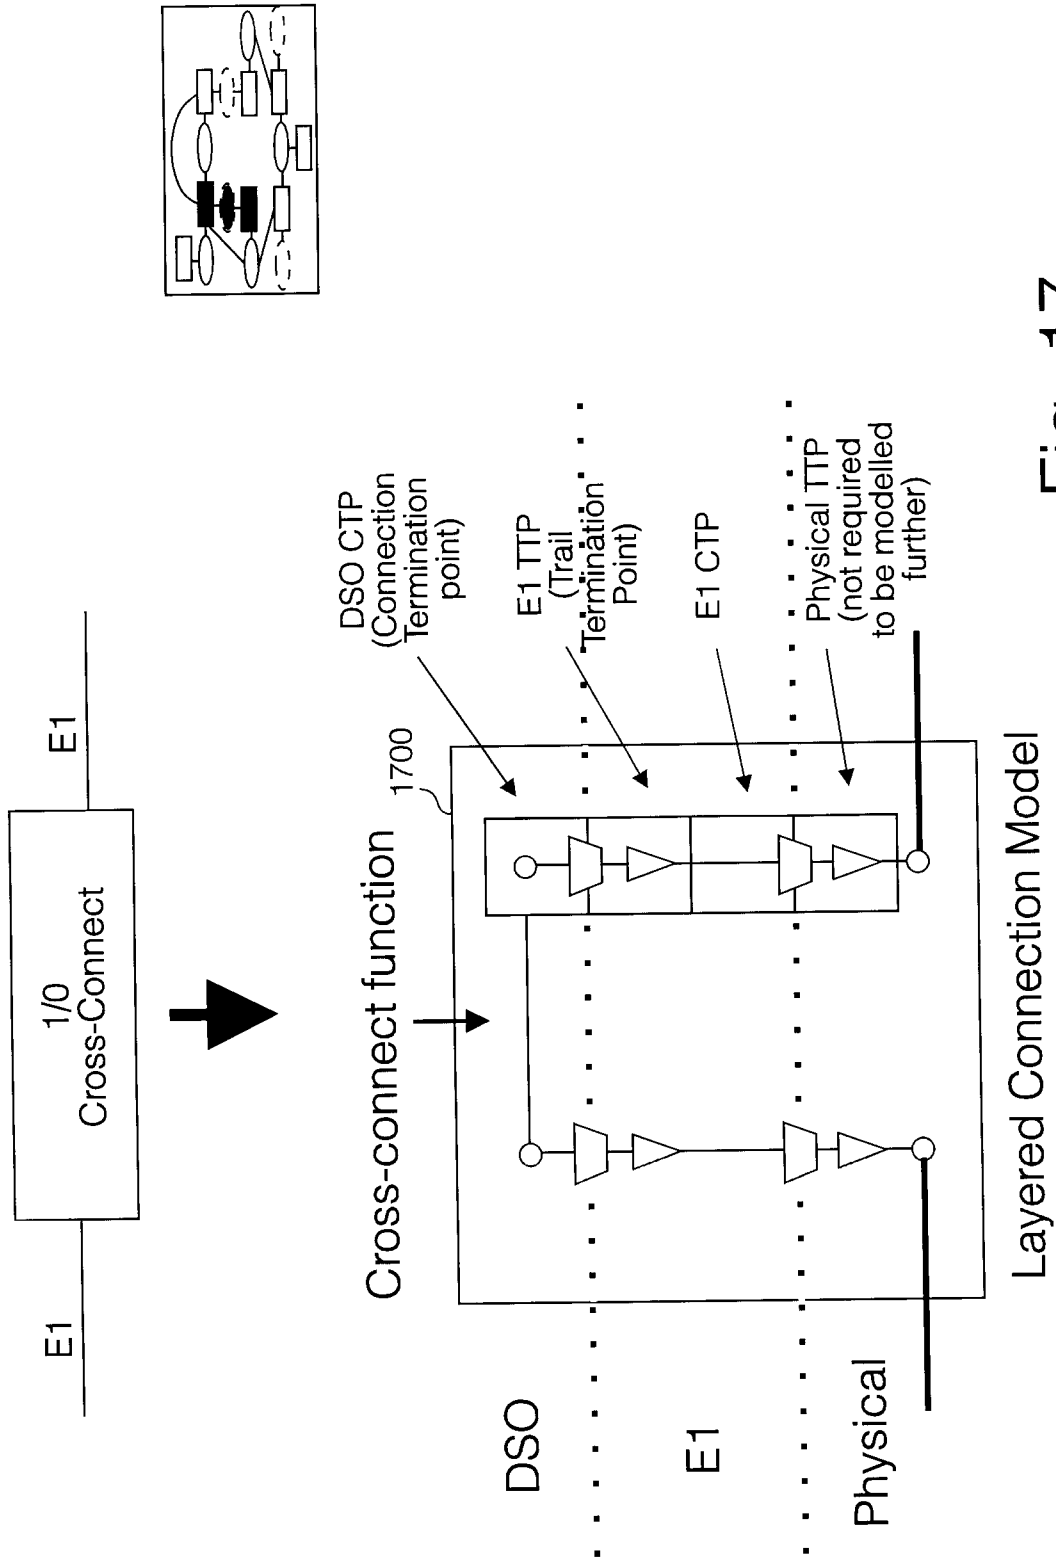 E1
1/0
Cross-Connect
E1
Cross-connect function
1700
DSO CTP
(Connection
Termination
point)
E1 TTP
(Trail
Termination
Point)
E1 CTP
Physical TTP
(not required
to be modelled
further)
DSO
E1
Physical
Layered Connection Model